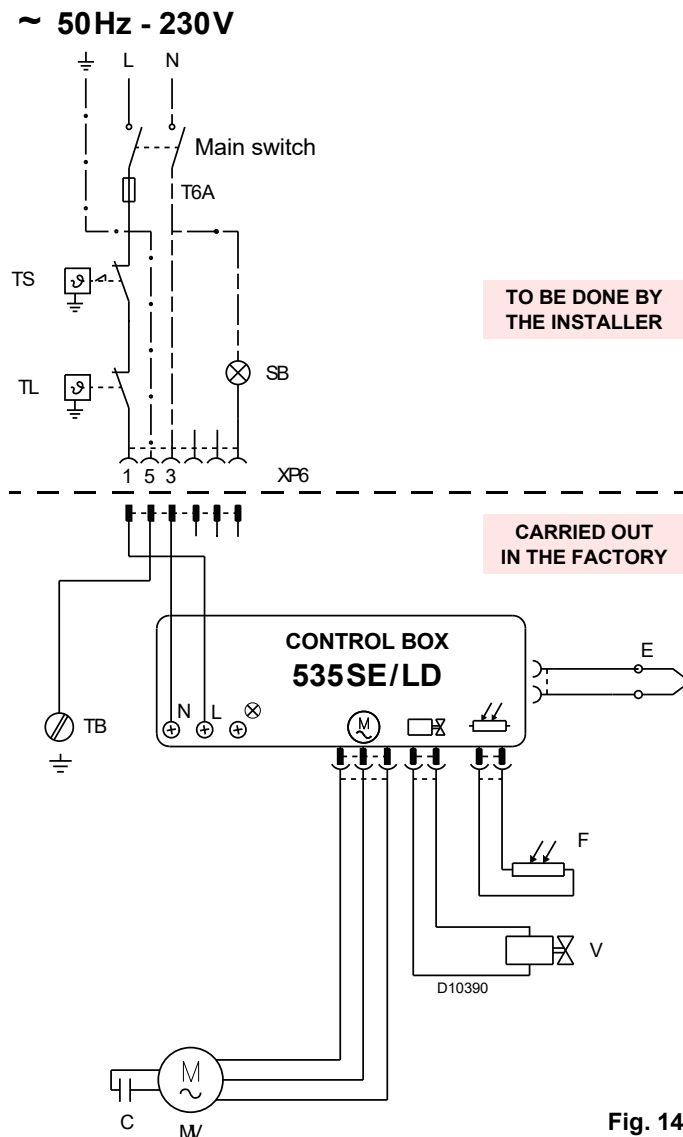 ~ 50Hz - 230V
L N
Main switch
T6A
TS ϑ
TO BE DONE BY
THE INSTALLER
TL ϑ
SB
1 5 3 XP6
CARRIED OUT
IN THE FACTORY
CONTROL BOX
535SE/LD
E
N L
M
~
TB
F
V
D10390
M
~
C
MV
Fig. 14